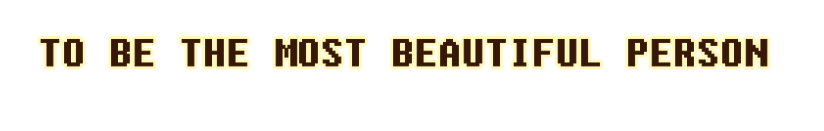 TO BE THE MOST BEAUTIFUL PERSON